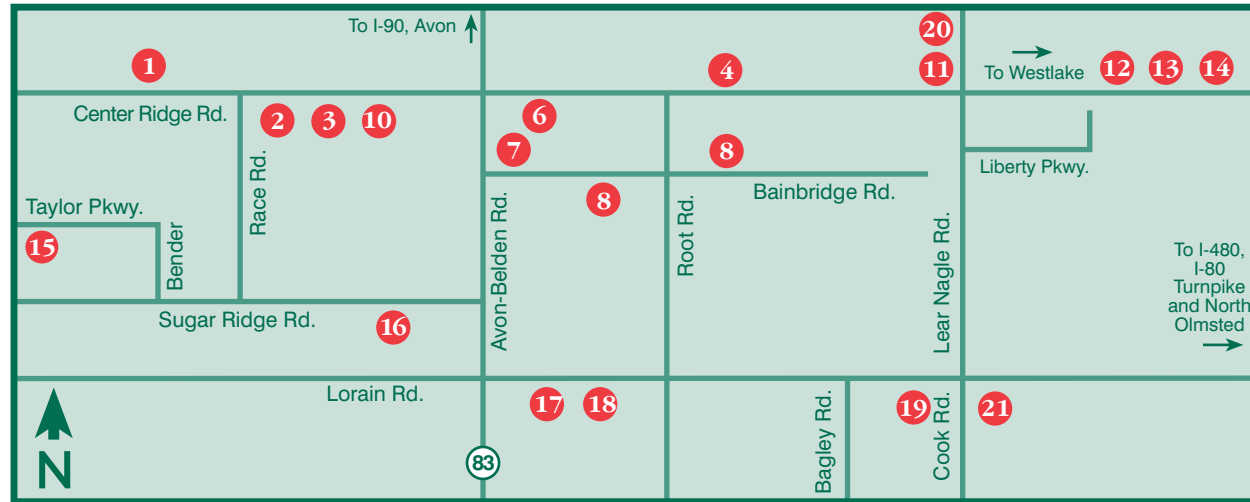 To I-90, Avon
20
1
4
11
To Westlake
12
13
14
Center Ridge Rd.
2
3
10
6
7
8
Liberty Pkwy.
Race Rd.
Bainbridge Rd.
Taylor Pkwy.
8
15
Bender
Avon-Belden Rd.
Root Rd.
Lear Nagle Rd.
To I-480,
I-80
Turnpike
and North
Olmsted
Sugar Ridge Rd.
16
Lorain Rd.
17
18
Bagley Rd.
19
Cook Rd.
21
N
83